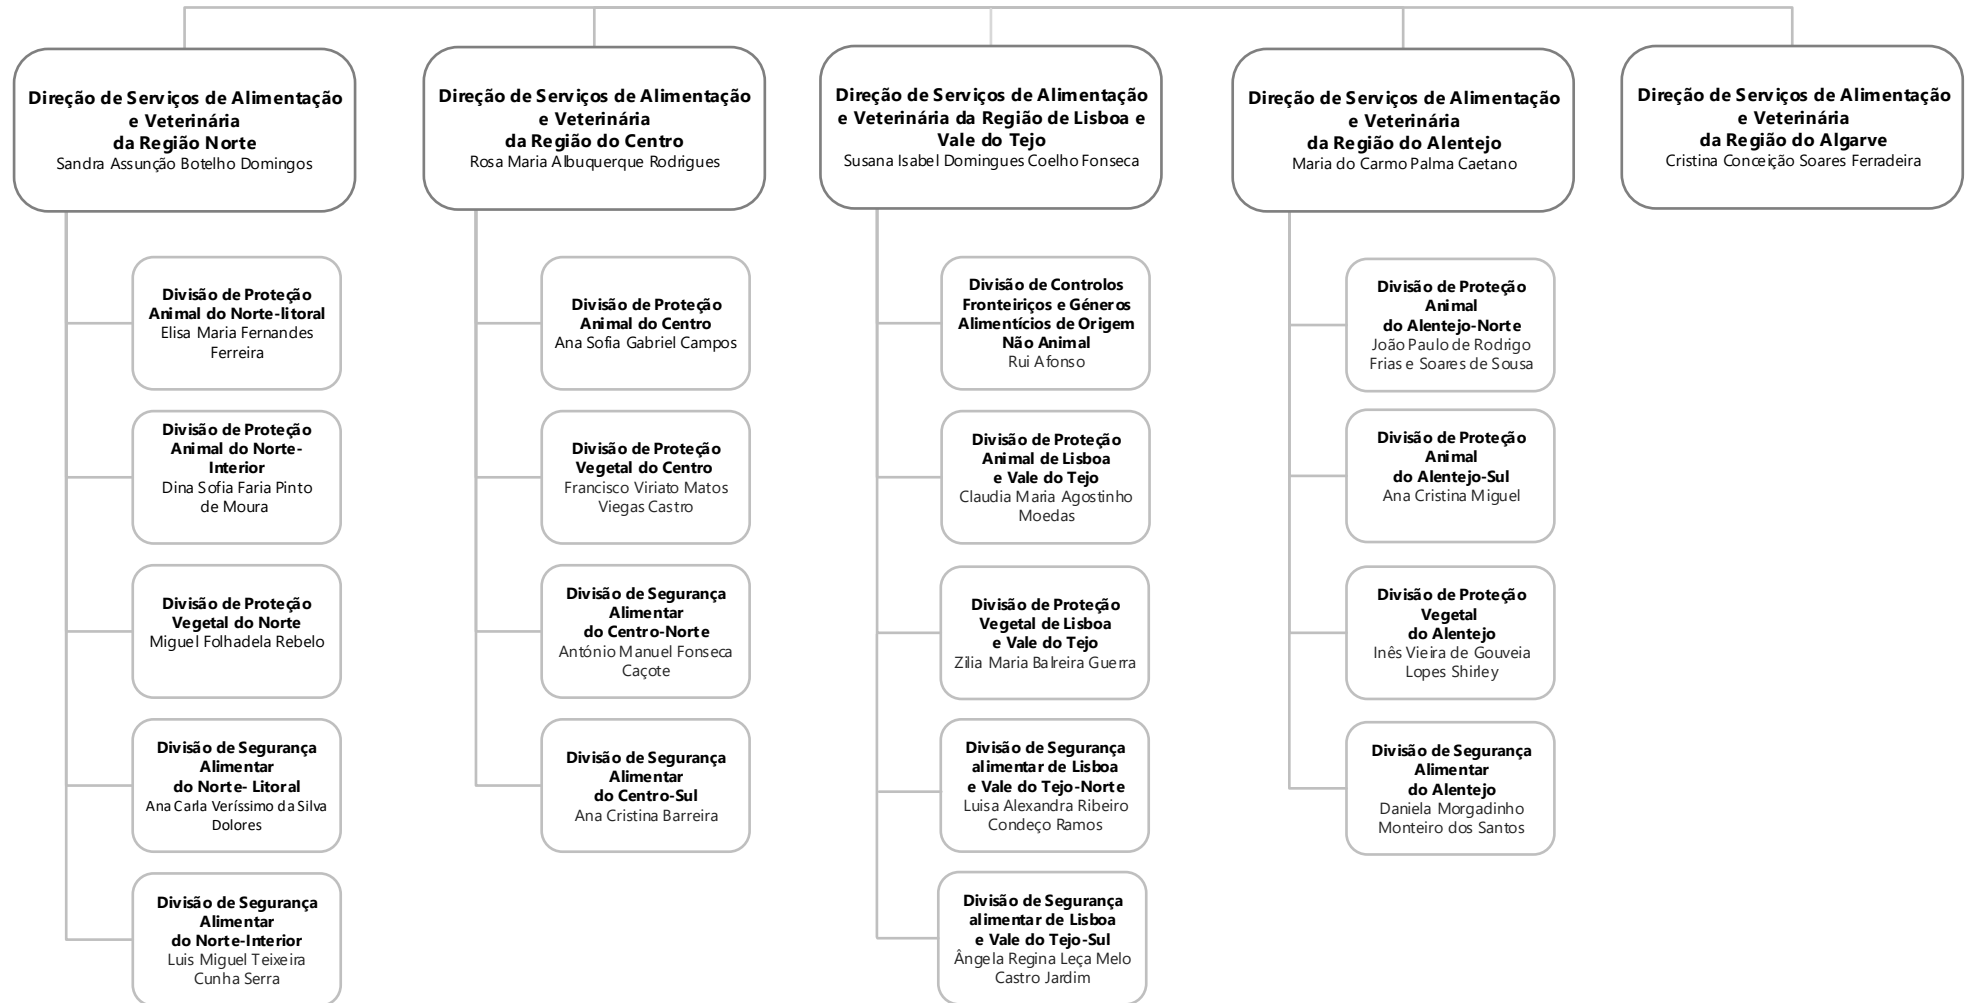 Direção de Serviços de Alimentação
e Veterinária
da Região Norte
Sandra Assunção Botelho Domingos
Divisão de Proteção
Animal do Norte-litoral
Elisa Maria Fernandes
Ferreira
Divisão de Proteção
Animal do Norte-
Interior
Dina Sofia Faria Pinto
de Moura
Divisão de Proteção
Vegetal do Norte
Miguel Folhadela Rebelo
Divisão de Segurança
Alimentar
do Norte- Litoral
Ana Carla Veríssimo da Silva
Dolores
Divisão de Segurança
Alimentar
do Norte-Interior
Luis Miguel Teixeira
Cunha Serra
Direção de Serviços de Alimentação
e Veterinária
da Região do Centro
Rosa Maria Albuquerque Rodrigues
Divisão de Proteção
Animal do Centro
Ana Sofia Gabriel Campos
Divisão de Proteção
Vegetal do Centro
Francisco Viriato Matos
Viegas Castro
Divisão de Segurança
Alimentar
do Centro-Norte
António Manuel Fonseca
Caçote
Divisão de Segurança
Alimentar
do Centro-Sul
Ana Cristina Barreira
Direção de Serviços de Alimentação
e Veterinária da Região de Lisboa e
Vale do Tejo
Susana Isabel Domingues Coelho Fonseca
Divisão de Controlos
Fronteiriços e Géneros
Alimentícios de Origem
Não Animal
Rui Afonso
Divisão de Proteção
Animal de Lisboa
e Vale do Tejo
Claudia Maria Agostinho
Moedas
Divisão de Proteção
Vegetal de Lisboa
e Vale do Tejo
Zília Maria Balreira Guerra
Divisão de Segurança
alimentar de Lisboa
e Vale do Tejo-Norte
Luisa Alexandra Ribeiro
Condeço Ramos
Divisão de Segurança
alimentar de Lisboa
e Vale do Tejo-Sul
Ângela Regina Leça Melo
Castro Jardim
Direção de Serviços de Alimentação
e Veterinária
da Região do Alentejo
Maria do Carmo Palma Caetano
Divisão de Proteção
Animal
do Alentejo-Norte
João Paulo de Rodrigo
Frias e Soares de Sousa
Divisão de Proteção
Animal
do Alentejo-Sul
Ana Cristina Miguel
Divisão de Proteção
Vegetal
do Alentejo
Inês Vieira de Gouveia
Lopes Shirley
Divisão de Segurança
Alimentar
do Alentejo
Daniela Morgadinho
Monteiro dos Santos
Direção de Serviços de Alimentação
e Veterinária
da Região do Algarve
Cristina Conceição Soares Ferradeira